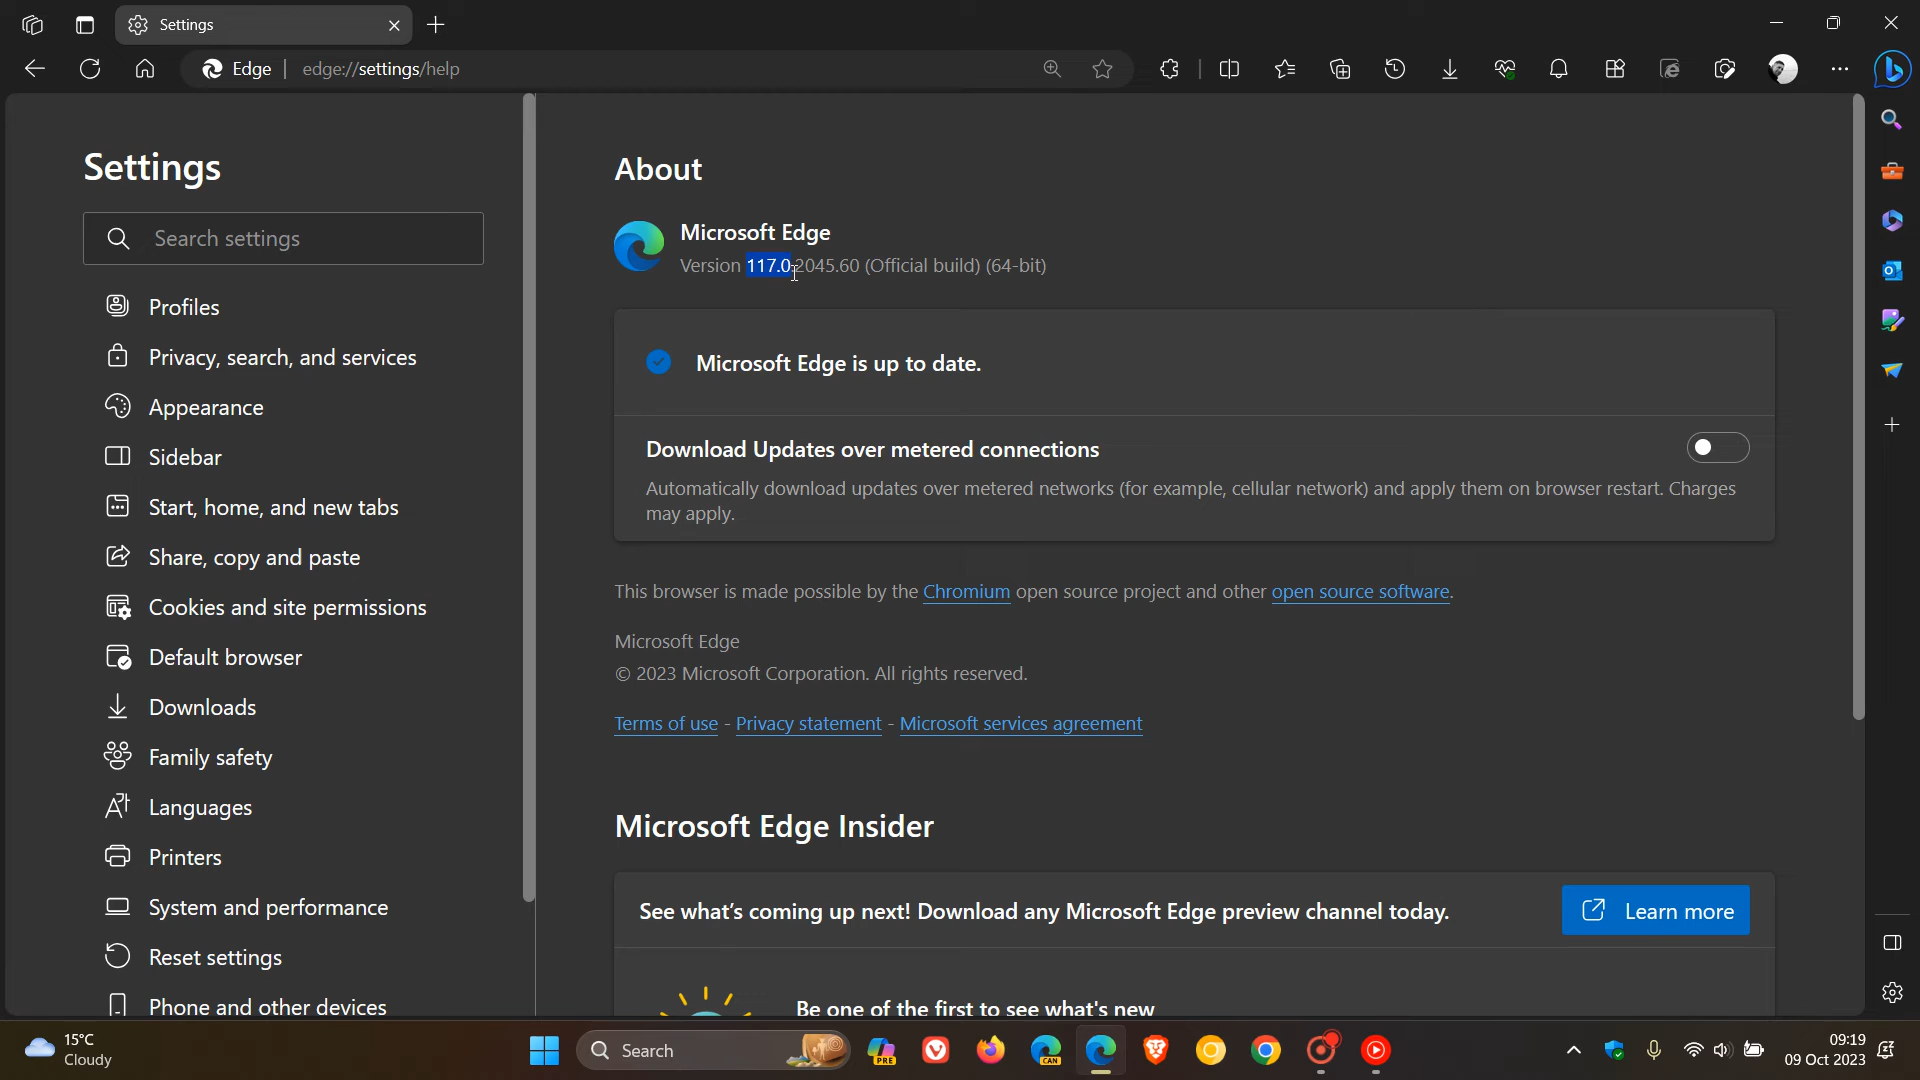 Settings
Edge
edge://settings/help
Settings
Search settings
Profiles
Privacy, search, and services
Appearance
Sidebar
Start, home, and new tabs
Share, copy and paste
Cookies and site permissions
Default browser
Downloads
Family safety
Languages
Printers
System and performance
Reset settings
Phone and other devices
About
Microsoft Edge
Version 117.0.2045.60 (Official build) (64-bit)
Microsoft Edge is up to date.
Download Updates over metered connections
Automatically download updates over metered networks (for example, cellular network) and apply them on browser restart. Charges
may apply.
This browser is made possible by the Chromium open source project and other open source software.
Microsoft Edge
© 2023 Microsoft Corporation. All rights reserved.
Terms of use - Privacy statement - Microsoft services agreement
Microsoft Edge Insider
See what's coming up next! Download any Microsoft Edge preview channel today.
Learn more
Be one of the first to see what's new
15°C
Cloudy
Search
PRE
CAN
09:19
09 Oct 2023